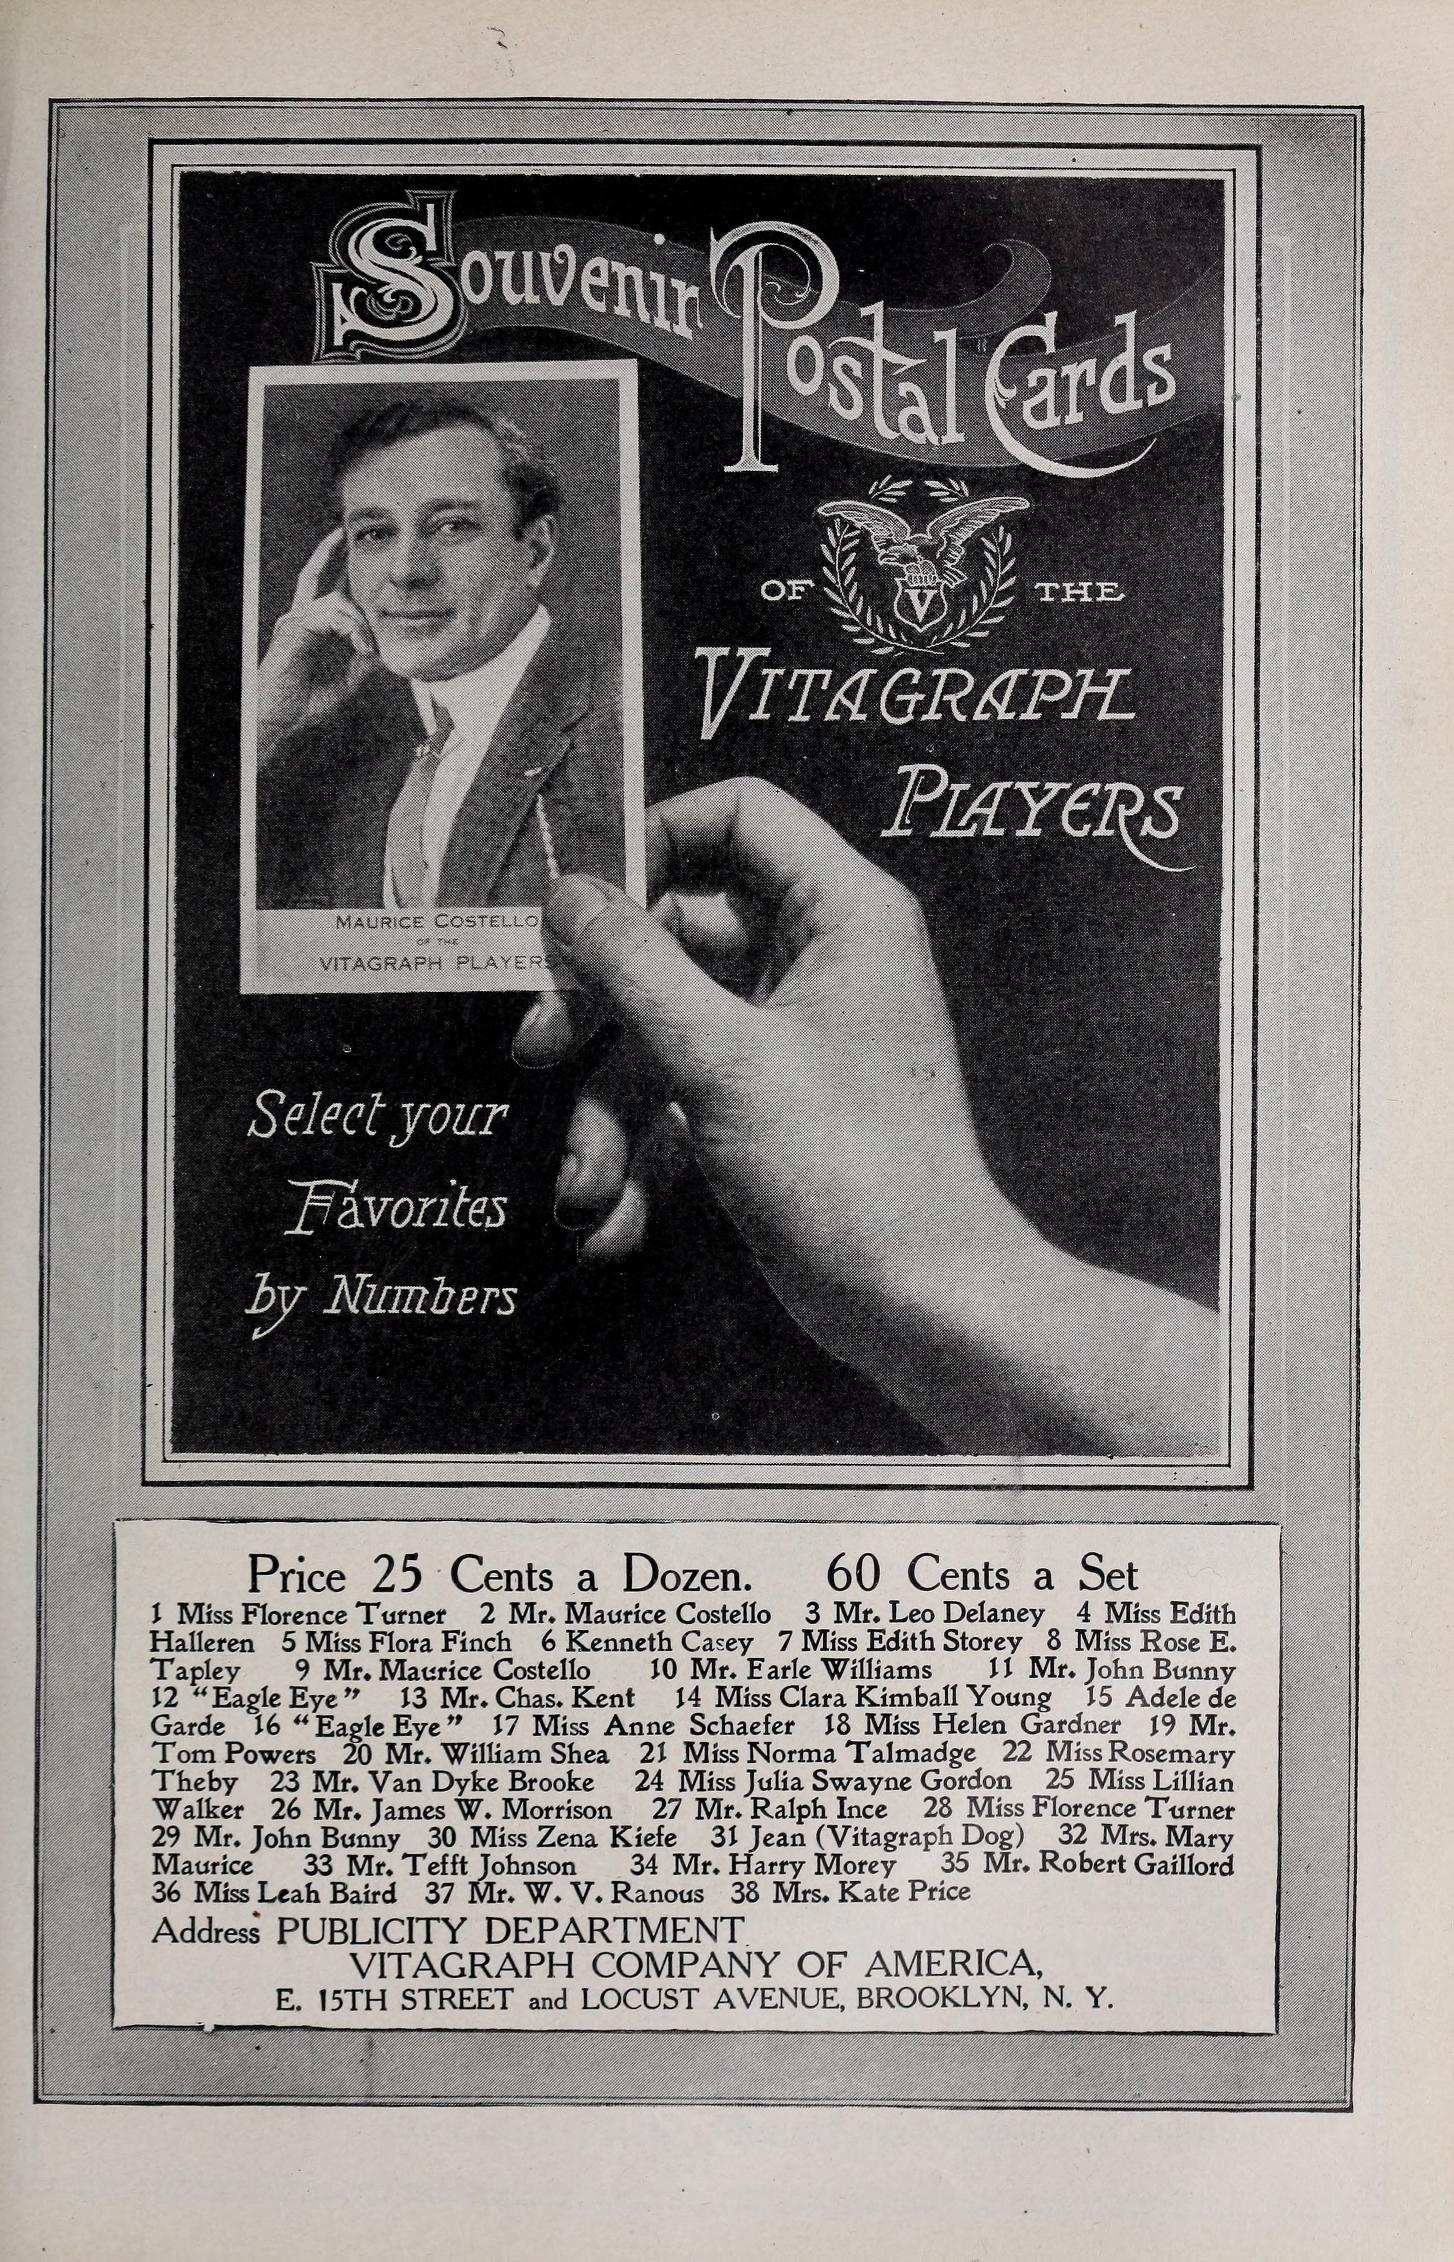 Souvenir Postal Cards
OF V THE
VITAGRAPH
PLAYERS
MAURICE COSTELLO
OF THE
VITAGRAPH PLAYERS
Select your
Favorites
by Numbers
Price 25 Cents a Dozen. 60 Cents a Set
1 Miss Florence Turner 2 Mr. Maurice Costello 3 Mr. Leo Delaney 4 Miss Edith
Halleren 5 Miss Flora Finch 6 Kenneth Casey 7 Miss Edith Storey 8 Miss Rose E.
Tapley 9 Mr. Maurice Costello 10 Mr. Earle Williams 11 Mr. John Bunny
12 "Eagle Eye" 13 Mr. Chas. Kent 14 Miss Clara Kimball Young 15 Adele de
Garde 16 "Eagle Eye" 17 Miss Anne Schaefer 18 Miss Helen Gardner 19 Mr.
Tom Powers 20 Mr. William Shea 21 Miss Norma Talmadge 22 Miss Rosemary
Theby 23 Mr. Van Dyke Brooke 24 Miss Julia Swayne Gordon 25 Miss Lillian
Walker 26 Mr. James W. Morrison 27 Mr. Ralph Ince 28 Miss Florence Turner
29 Mr. John Bunny 30 Miss Zena Kiefe 31 Jean (Vitagraph Dog) 32 Mrs. Mary
Maurice 33 Mr. Tefft Johnson 34 Mr. Harry Morey 35 Mr. Robert Gaillord
36 Miss Leah Baird 37 Mr. W. V. Ranous 38 Mrs. Kate Price
Address PUBLICITY DEPARTMENT
VITAGRAPH COMPANY OF AMERICA,
E. 15TH STREET and LOCUST AVENUE, BROOKLYN, N. Y.